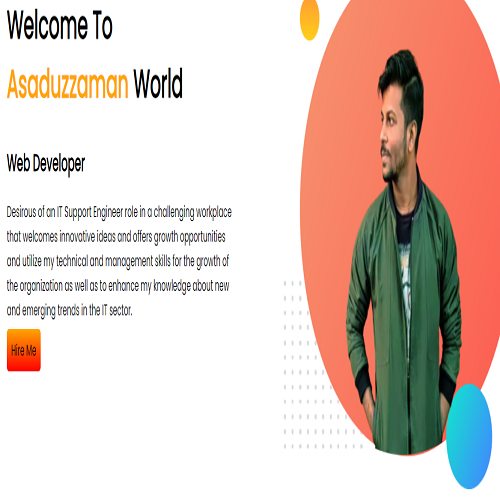 Welcome To
Asaduzzaman World
Web Developer
Desirous of an IT Support Engineer role in a challenging workplace
that welcomes innovative ideas and offers growth opportunities
and utilize my technical and management skills for the growth of
the organization as well as to enhance my knowledge about new
and emerging trends in the IT sector.
Hire Me